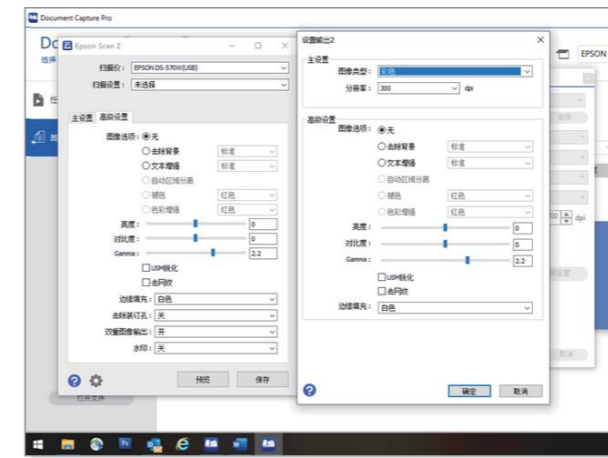 Document Capture Pro
Epson Scan 2
扫描仪： EPSON DS-570W(USB)
扫描设置： 未选择
主设置 高级设置
图像选项： 无
去除背景 标准
文本增强 标准
自动区域分离
褪色 红色
色彩增强 红色
亮度： 0
对比度： 0
Gamma： 2.2
USM锐化
去网纹
边缘填充： 白色
去除装订孔： 关
双重图像输出： 开
水印： 关
预览 保存
打开文件
设置输出2
主设置
图像类型： 彩色
分辨率： 300 dpi
高级设置
图像选项： 无
去除背景 标准
文本增强 标准
自动区域分离
褪色 红色
色彩增强 红色
亮度： 0
对比度： 0
Gamma： 2.2
USM锐化
去网纹
边缘填充： 白色
确定 取消
EPSON
dpi
取消